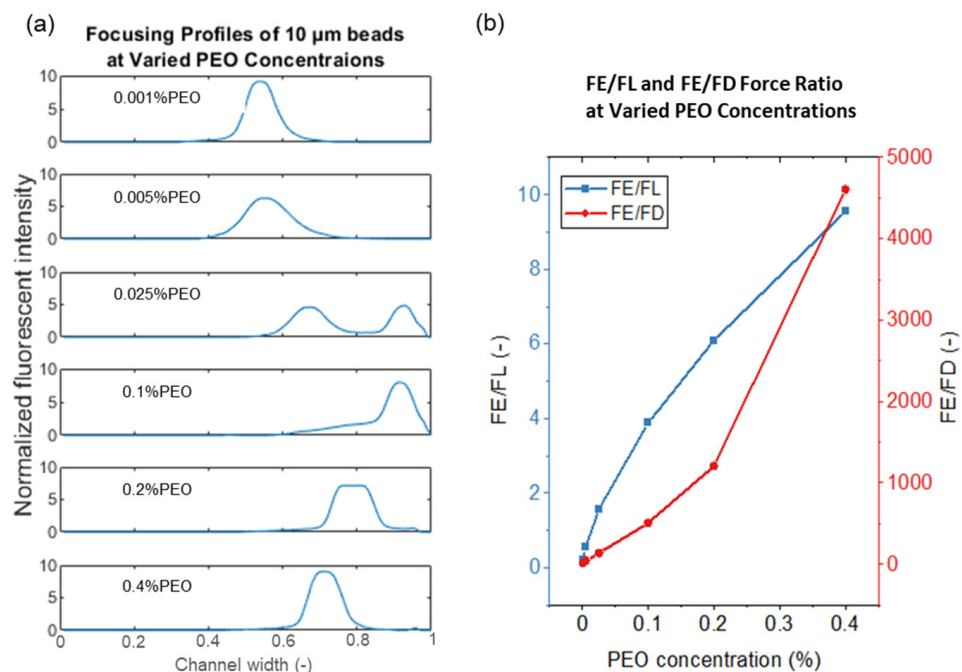 (a)
Focusing Profiles of 10 µm beads
at Varied PEO Concentraions
Normalized fluorescent intensity
10
5
0
0.001%PEO
10
5
0
0.005%PEO
10
5
0
0.025%PEO
10
5
0
0.1%PEO
10
5
0
0.2%PEO
10
5
0
0.4%PEO
0 0.2 0.4 0.6 0.8 1
Channel width (-)
(b)
FE/FL and FE/FD Force Ratio
at Varied PEO Concentrations
FE/FL
FE/FD
FE/FL (-)
10
8
6
4
2
0
FE/FD (-)
5000
4000
3000
2000
1000
0
0 0.1 0.2 0.3 0.4
PEO concentration (%)